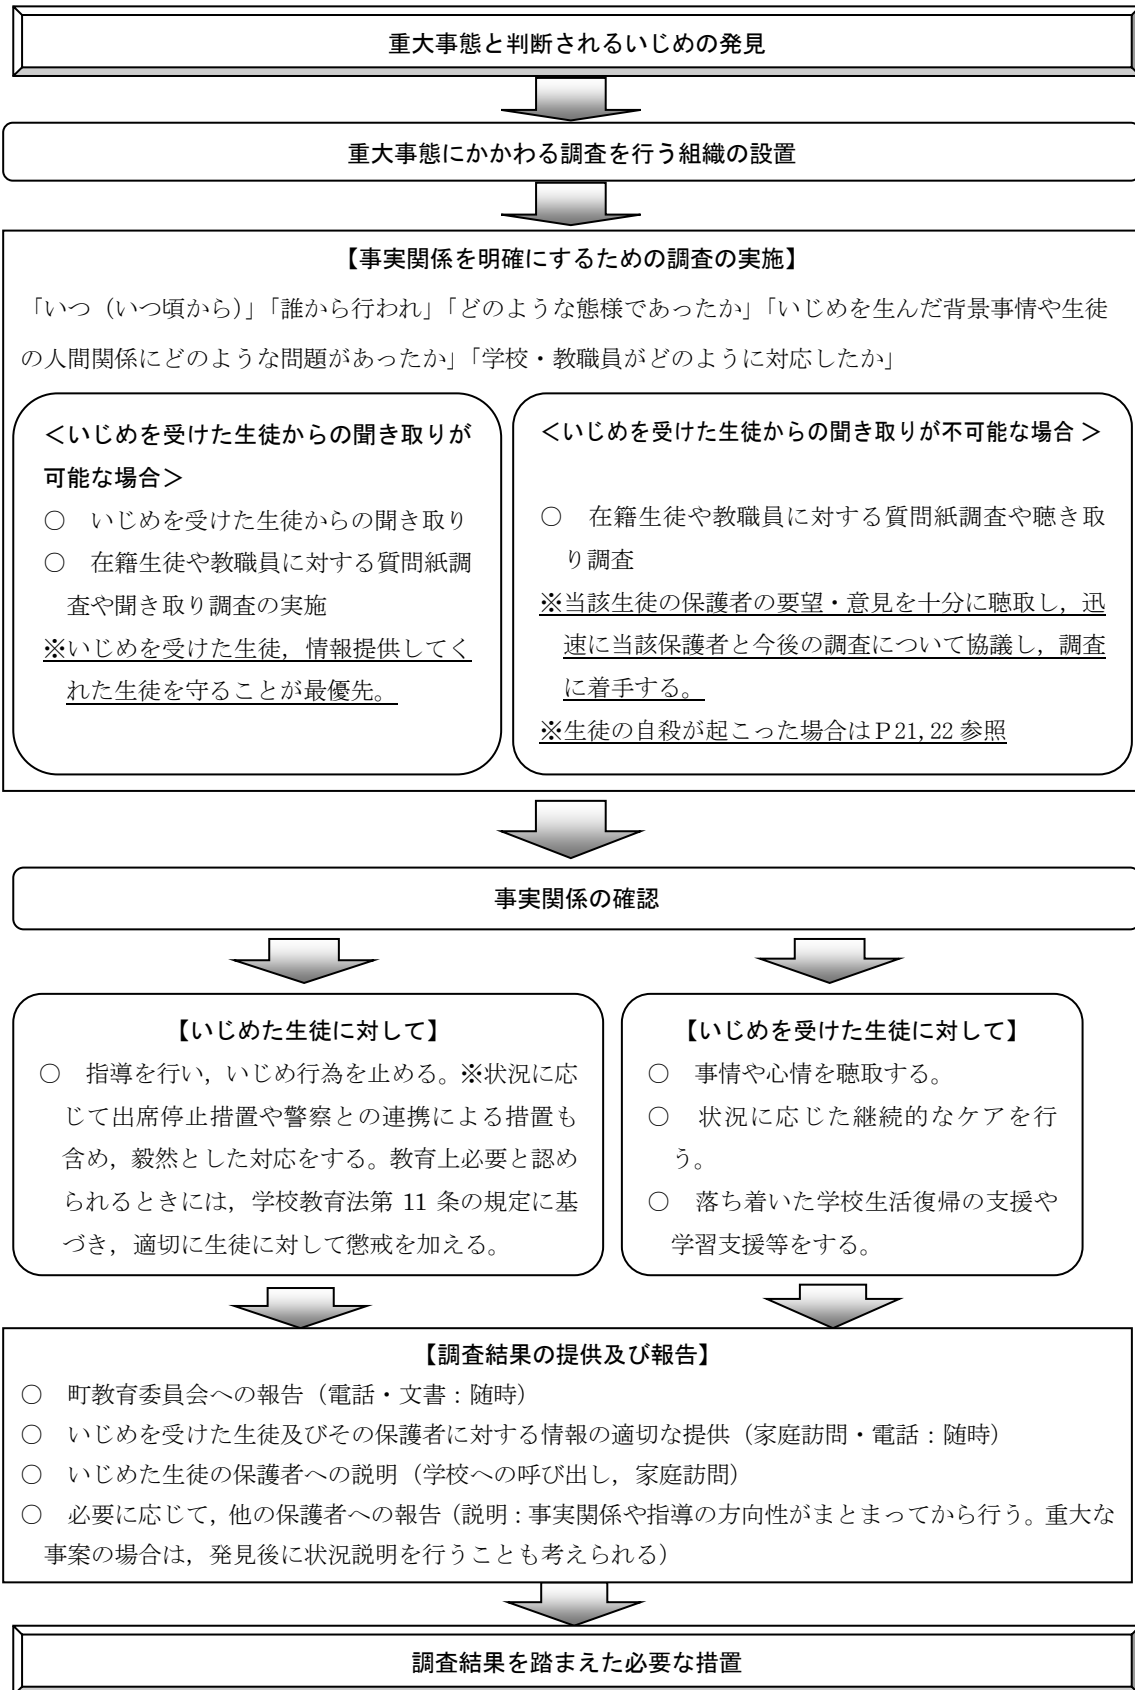 重大事態と判断されるいじめの発見
重大事態にかかわる調査を行う組織の設置
【事実関係を明確にするための調査の実施】
「いつ（いつ頃から）」「誰から行われ」「どのような態様であったか」「いじめを生んだ背景事情や生徒
の人間関係にどのような問題があったか」「学校・教職員がどのように対応したか」
＜いじめを受けた生徒からの聞き取りが
可能な場合＞
○　いじめを受けた生徒からの聞き取り
○　在籍生徒や教職員に対する質問紙調
査や聞き取り調査の実施
※いじめを受けた生徒，情報提供してく
れた生徒を守ることが最優先。
＜いじめを受けた生徒からの聞き取りが不可能な場合＞
○　在籍生徒や教職員に対する質問紙調査や聴き取
り調査
※当該生徒の保護者の要望・意見を十分に聴取し，迅
速に当該保護者と今後の調査について協議し，調査
に着手する。
※生徒の自殺が起こった場合はＰ21，22 参照
事実関係の確認
【いじめた生徒に対して】
○　指導を行い，いじめ行為を止める。※状況に応
じて出席停止措置や警察との連携による措置も
含め，毅然とした対応をする。教育上必要と認め
られるときには，学校教育法第 11 条の規定に基
づき，適切に生徒に対して懲戒を加える。
【いじめを受けた生徒に対して】
○　事情や心情を聴取する。
○　状況に応じた継続的なケアを行
う。
○　落ち着いた学校生活復帰の支援や
学習支援等をする。
【調査結果の提供及び報告】
○　町教育委員会への報告（電話・文書：随時）
○　いじめを受けた生徒及びその保護者に対する情報の適切な提供（家庭訪問・電話：随時）
○　いじめた生徒の保護者への説明（学校への呼び出し，家庭訪問）
○　必要に応じて，他の保護者への報告（説明：事実関係や指導の方向性がまとまってから行う。重大な
事案の場合は，発見後に状況説明を行うことも考えられる）
調査結果を踏まえた必要な措置